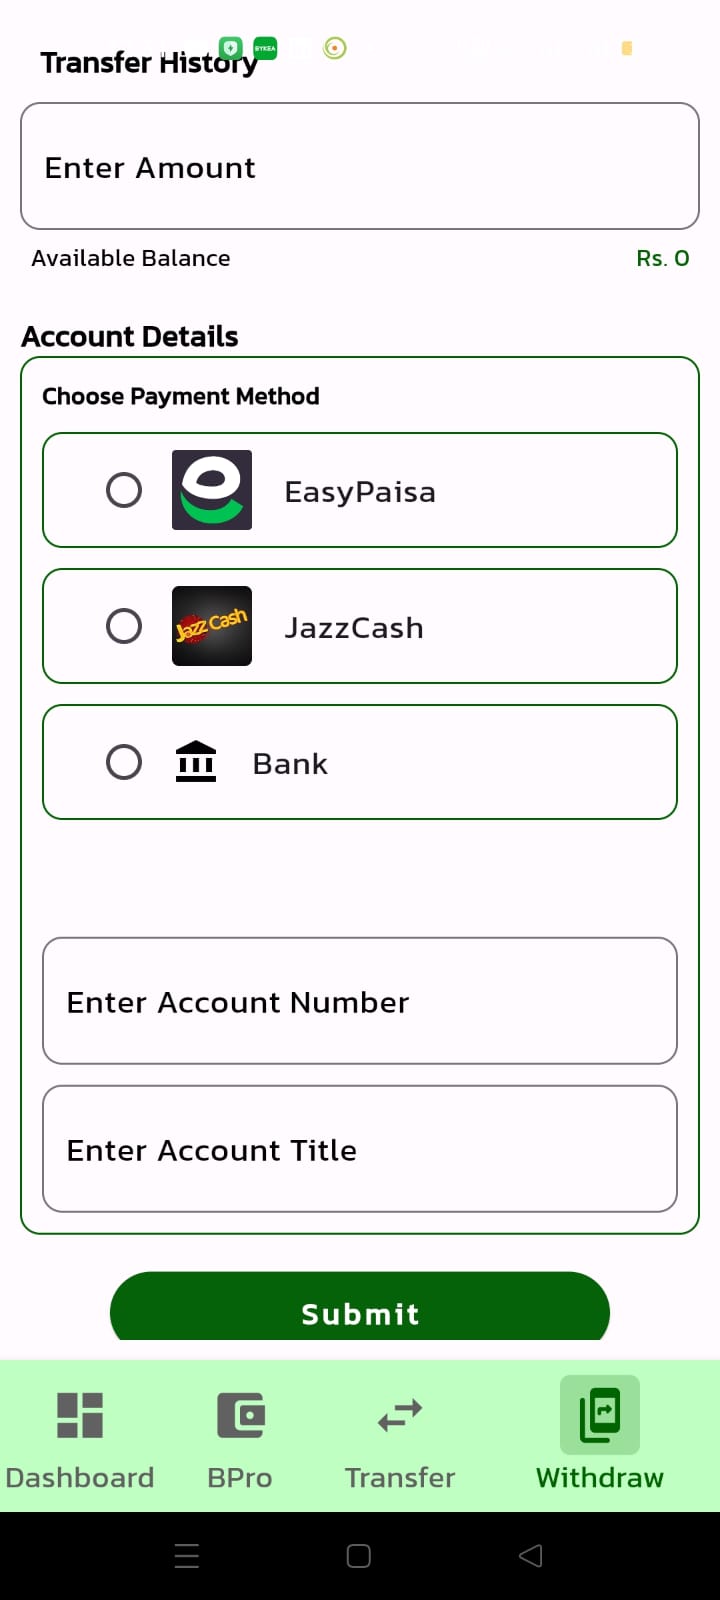 Transfer History
BYKEA
Enter Amount
Available Balance Rs. 0
Account Details
Choose Payment Method
EasyPaisa
Jazz Cash JazzCash
Bank
Enter Account Number
Enter Account Title
Submit
Dashboard BPro Transfer Withdraw